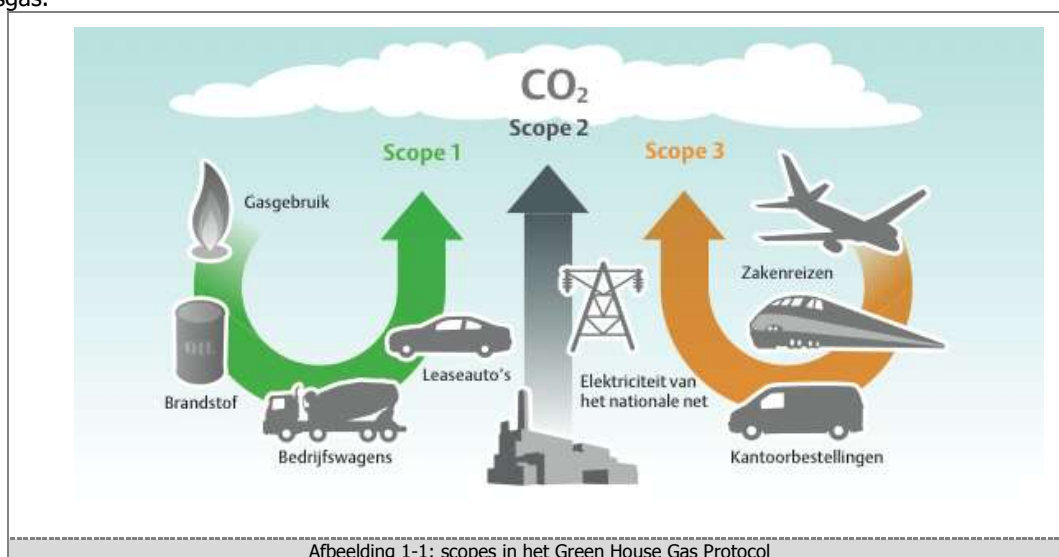 sgas.
CO₂
Scope 2
Scope 1
Scope 3
Gasgebruik
Zakenreizen
OIL
Leaseauto's
Elektriciteit van
het nationale net
Brandstof
Bedrijfswagens
Kantoorbestellingen
Afbeelding 1-1: scopes in het Green House Gas Protocol